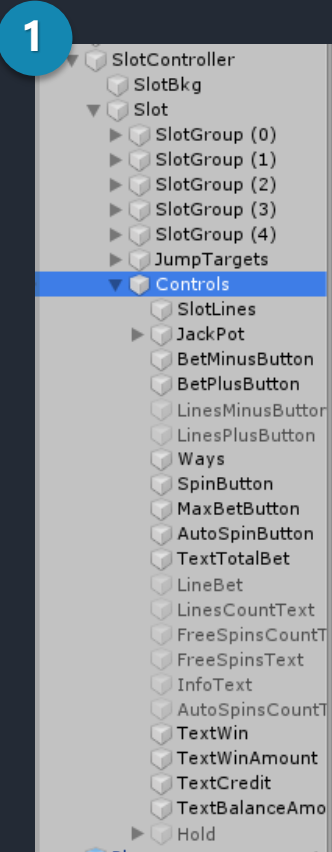 1
SlotController
SlotBkg
Slot
SlotGroup (0)
SlotGroup (1)
SlotGroup (2)
SlotGroup (3)
SlotGroup (4)
JumpTargets
Controls
SlotLines
JackPot
BetMinusButton
BetPlusButton
LinesMinusButton
LinesPlusButton
Ways
SpinButton
MaxBetButton
AutoSpinButton
TextTotalBet
LineBet
LinesCountText
FreeSpinsCountT
FreeSpinsText
InfoText
AutoSpinsCountT
TextWin
TextWinAmount
TextCredit
TextBalanceAmo
Hold